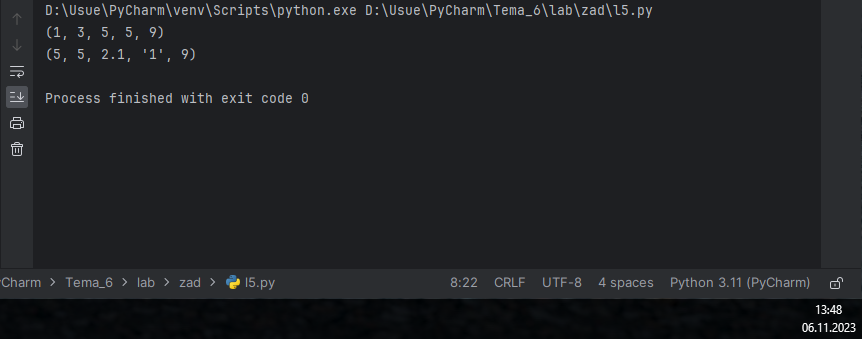 D:\Usue\PyCharm\venv\Scripts\python.exe D:\Usue\PyCharm\Tema_6\lab\zad\l5.py
(1, 3, 5, 5, 9)
(5, 5, 2.1, '1', 9)
Process finished with exit code 0
Charm > Tema_6 > lab > zad > l5.py 8:22 CRLF UTF-8 4 spaces Python 3.11 (PyCharm)
13:48
06.11.2023